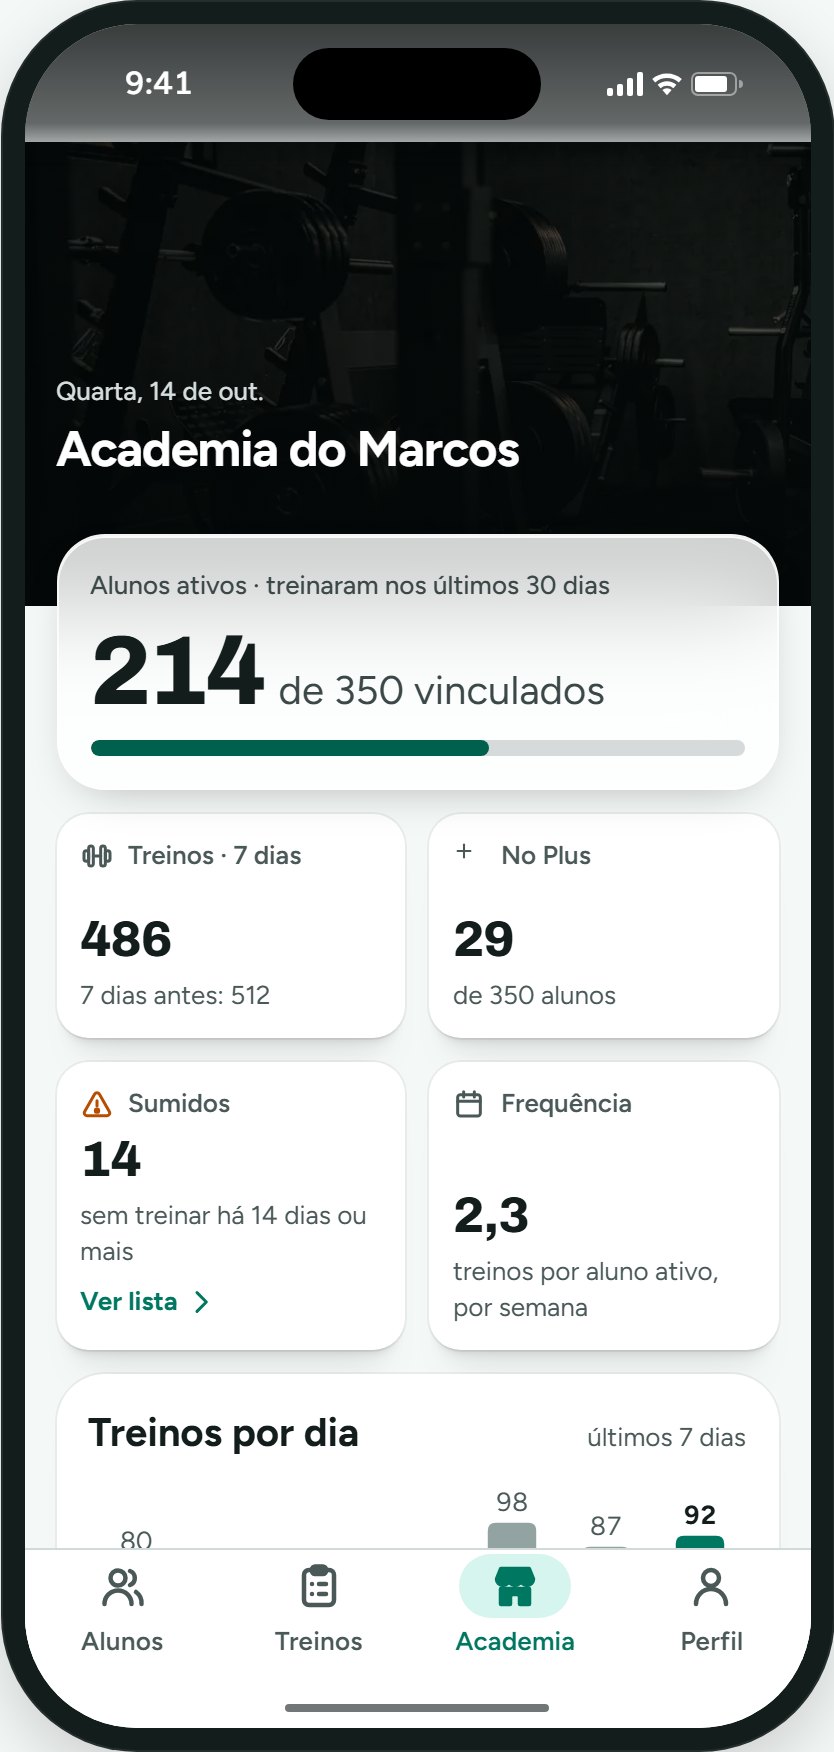 9:41
Quarta, 14 de out.
Academia do Marcos
Alunos ativos · treinaram nos últimos 30 dias
214 de 350 vinculados
Treinos · 7 dias
486
7 dias antes: 512
No Plus
29
de 350 alunos
Sumidos
14
sem treinar há 14 dias ou
mais
Ver lista
Frequência
2,3
treinos por aluno ativo,
por semana
Treinos por dia
últimos 7 dias
80
98
87
92
Alunos
Treinos
Academia
Perfil